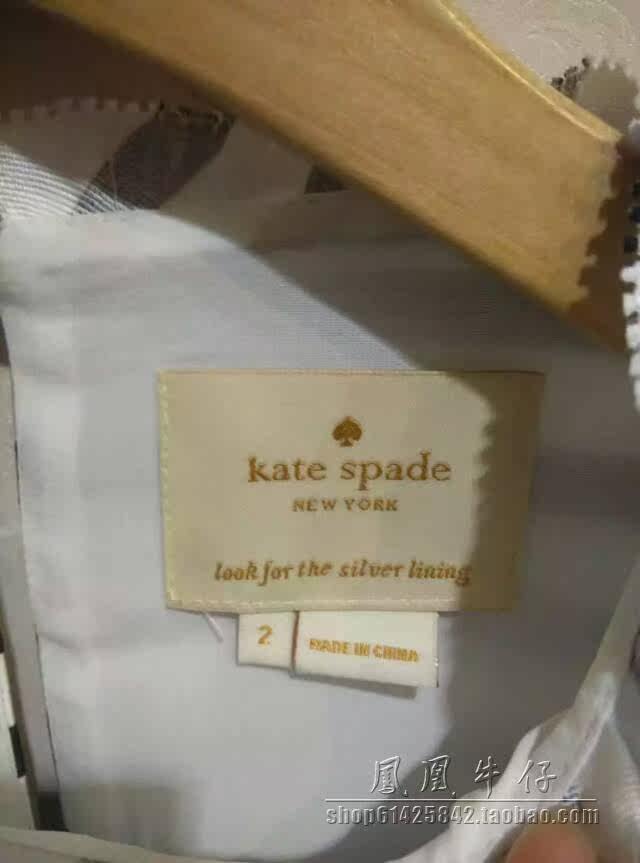 kate spade
NEW YORK
look for the silver lining
2
MADE IN CHINA
鳳凰牛仔
shop61425842.taobao.com